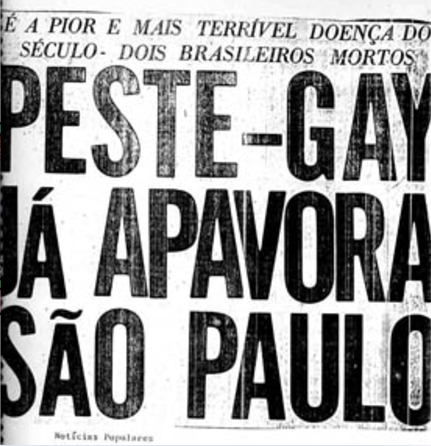 É A PIOR E MAIS TERRÍVEL DOENÇA DO
SÉCULO - DOIS BRASILEIROS MORTOS
PESTE-GAY
JÁ APAVORA
SÃO PAULO
Notícias Populares